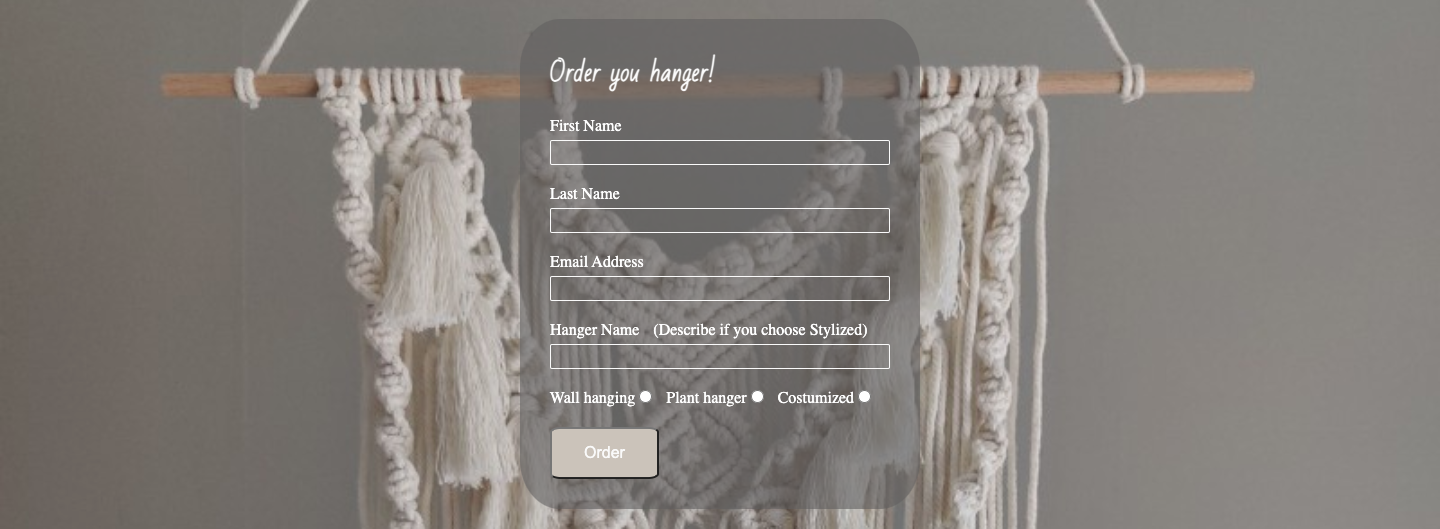 Order you hanger!
First Name
Last Name
Email Address
Hanger Name (Describe if you choose Stylized)
Wall hanging Plant hanger Costumized
Order